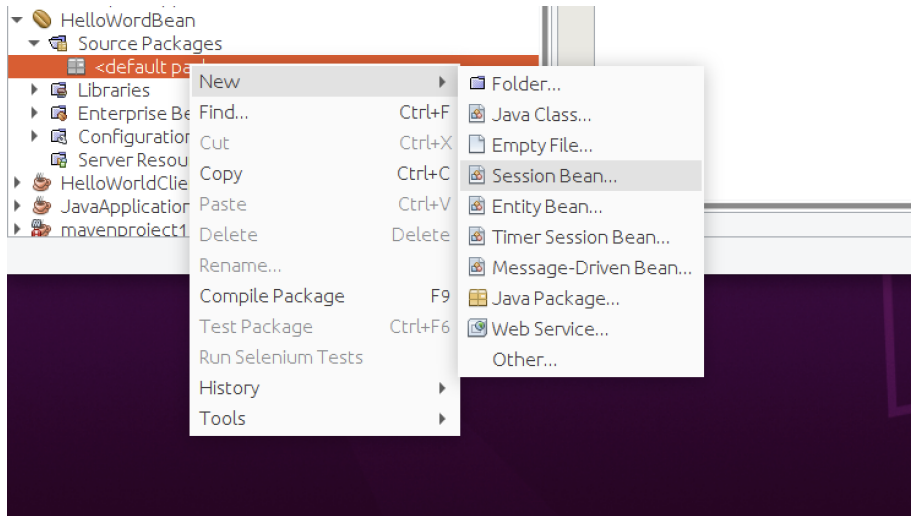 HelloWordBean
Source Packages
<default pa
Libraries
Enterprise Be
Configuration
Server Resou
HelloWorldClie
JavaApplication
mavenproject1
New
Find... Ctrl+F
Cut Ctrl+X
Copy Ctrl+C
Paste Ctrl+V
Delete Delete
Rename...
Compile Package F9
Test Package Ctrl+F6
Run Selenium Tests
History
Tools
Folder...
Java Class...
Empty File...
Session Bean...
Entity Bean...
Timer Session Bean...
Message-Driven Bean...
Java Package...
Web Service...
Other...